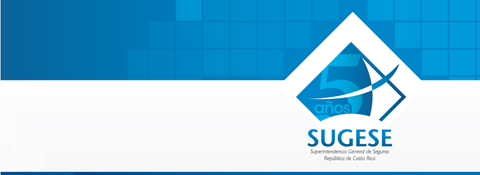 5
años
SUGESE
Superintendencia General de Seguros
República de Costa Rica